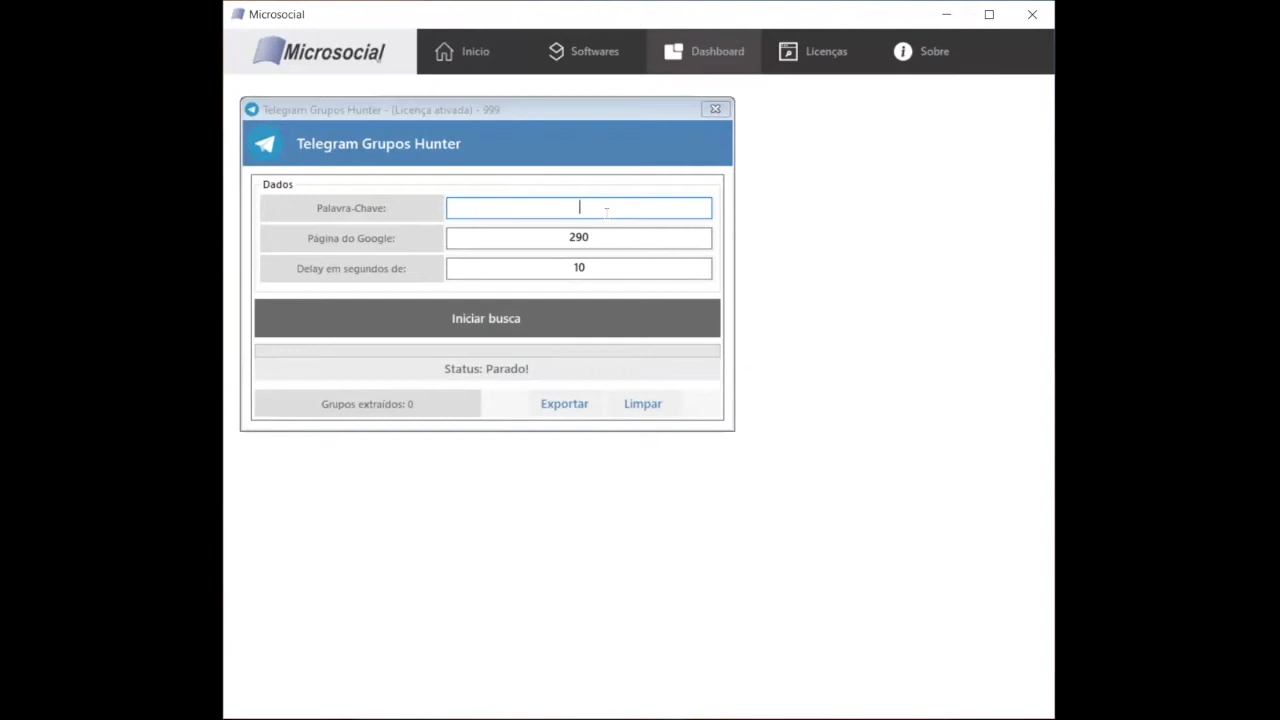 Microsocial
Microsocial
Inicio
Softwares
Dashboard
Licenças
Sobre
Telegram Grupos Hunter - (Licença ativada) - 999
Telegram Grupos Hunter
Dados
Palavra-Chave:
Página do Google:
290
Delay em segundos de:
10
Iniciar busca
Status: Parado!
Grupos extraídos: 0
Exportar
Limpar